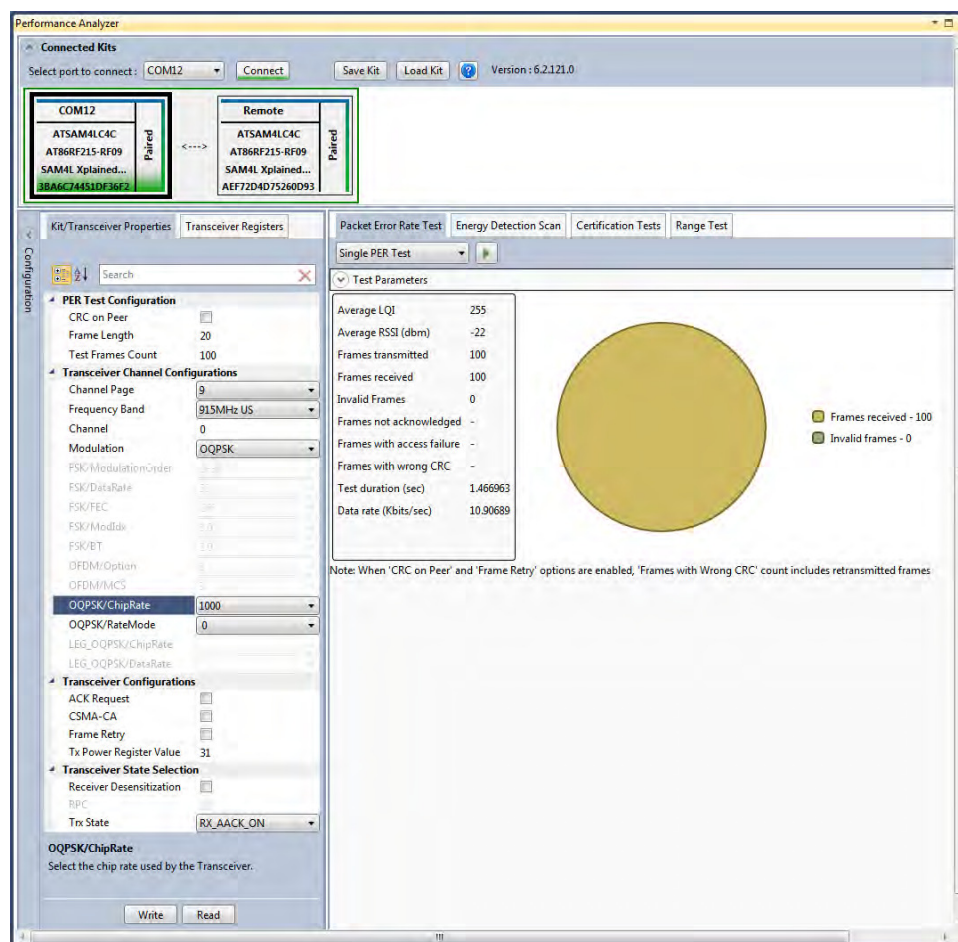 Performance Analyzer
Connected Kits
Select port to connect : COM12 Connect Save Kit Load Kit ? Version : 6.2.121.0
COM12
ATSAM4LC4C
AT86RF215-RF09
SAM4L Xplained...
3BA6C74451DF36F2
Paired
<--->
Remote
ATSAM4LC4C
AT86RF215-RF09
SAM4L Xplained...
AEF72D4D75260D93
Paired
Configuration
Kit/Transceiver Properties Transceiver Registers
Search
PER Test Configuration
CRC on Peer
Frame Length 20
Test Frames Count 100
Transceiver Channel Configurations
Channel Page 9
Frequency Band 915MHz US
Channel 0
Modulation OQPSK
FSK/ModulationOrder
FSK/DataRate
FSK/FEC
FSK/ModIdx
FSK/BT
OFDM/Option
OFDM/MCS
OQPSK/ChipRate 1000
OQPSK/RateMode 0
LEG_OQPSK/ChipRate
LEG_OQPSK/DataRate
Transceiver Configurations
ACK Request
CSMA-CA
Frame Retry
Tx Power Register Value 31
Transceiver State Selection
Receiver Desensitization
RPC
Trx State RX_AACK_ON
OQPSK/ChipRate
Select the chip rate used by the Transceiver.
Write Read
Packet Error Rate Test Energy Detection Scan Certification Tests Range Test
Single PER Test
Test Parameters
Average LQI 255
Average RSSI (dbm) -22
Frames transmitted 100
Frames received 100
Invalid Frames 0
Frames not acknowledged -
Frames with access failure -
Frames with wrong CRC -
Test duration (sec) 1.466963
Data rate (Kbits/sec) 10.90689
Frames received - 100
Invalid frames - 0
Note: When 'CRC on Peer' and 'Frame Retry' options are enabled, 'Frames with Wrong CRC' count includes retransmitted frames